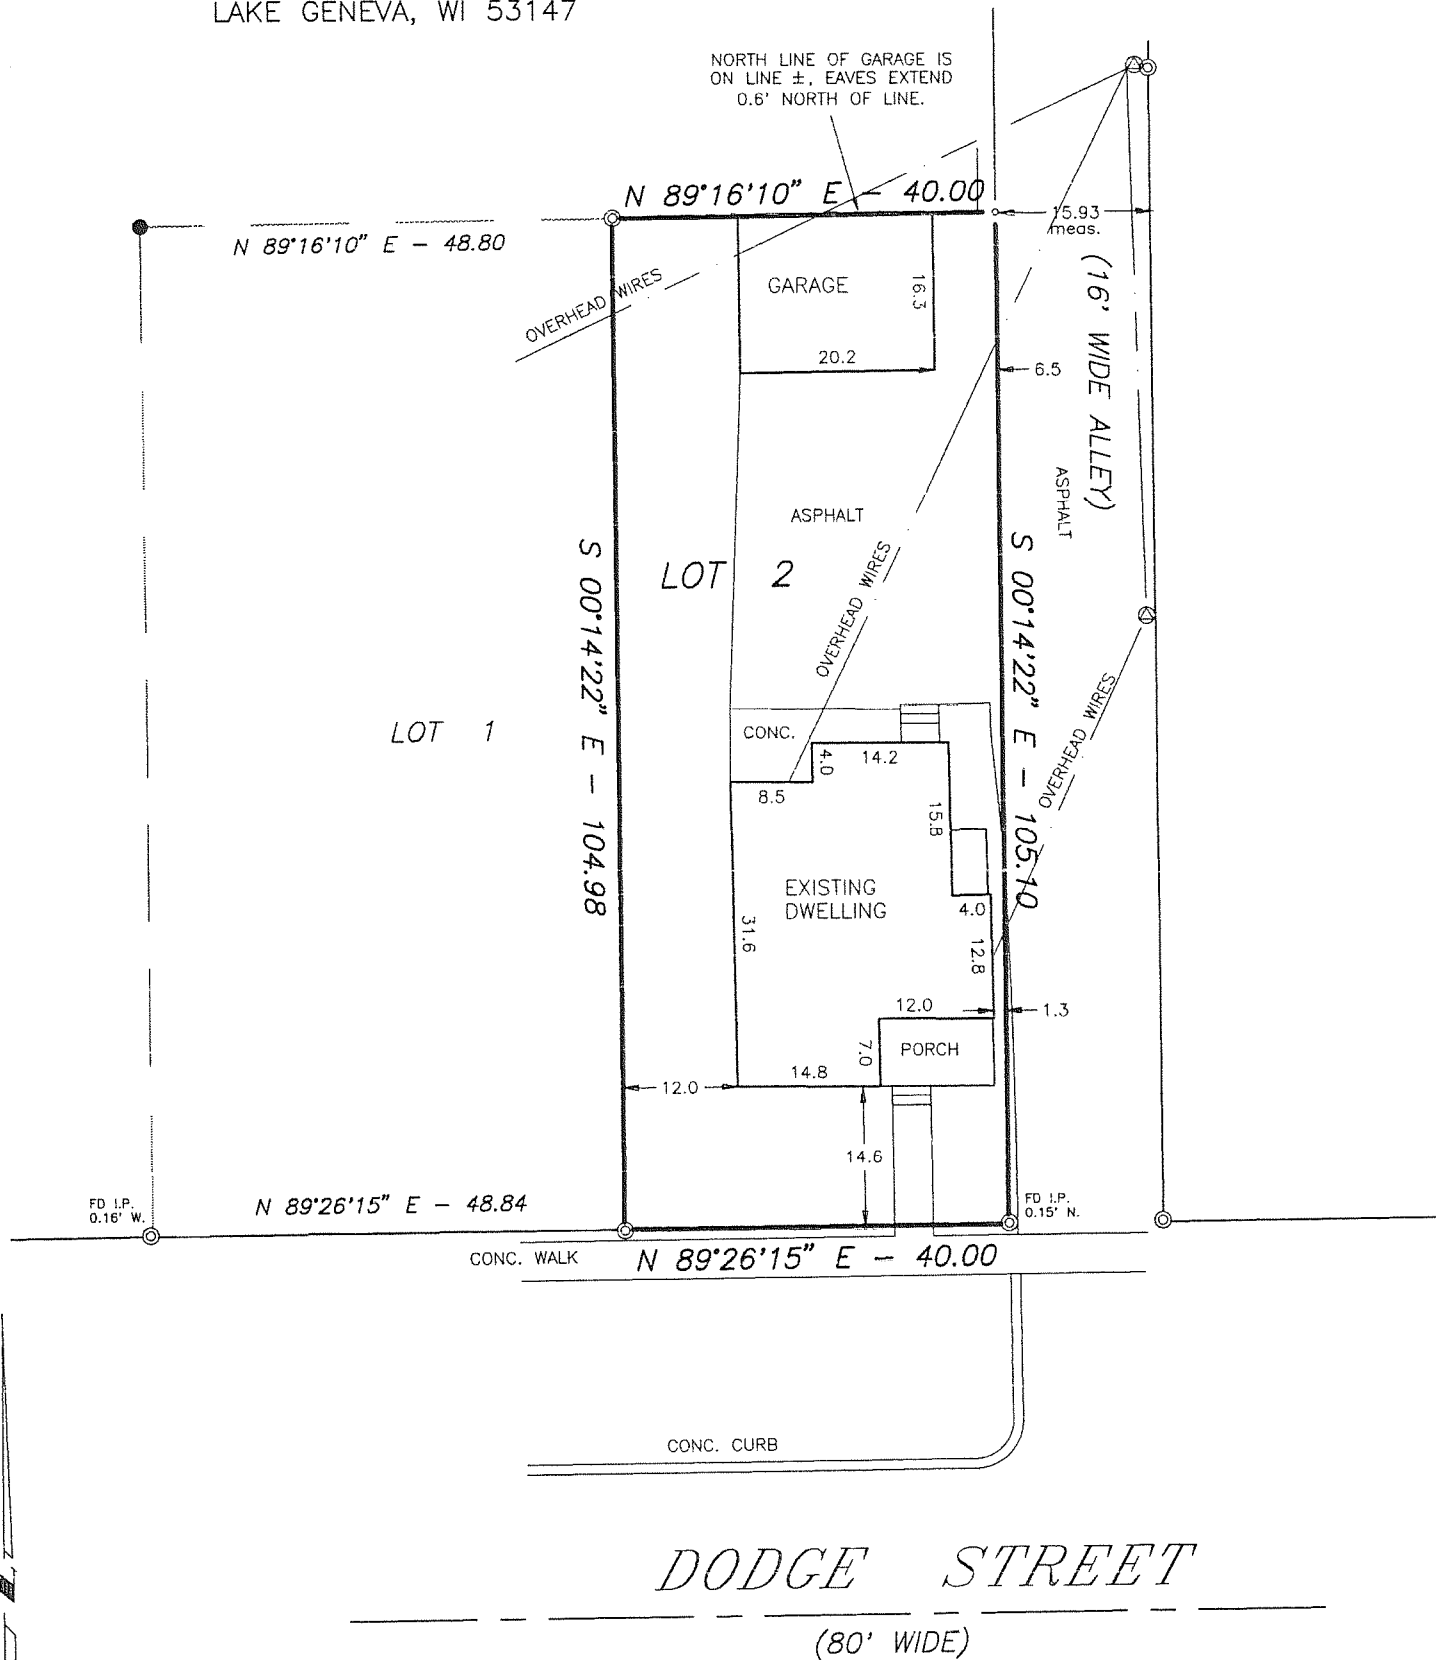 LAKE GENEVA, WI 53147
NORTH LINE OF GARAGE IS
ON LINE ±, EAVES EXTEND
0.6' NORTH OF LINE.
N 89°16'10" E - 40.00
15.93
meas.
N 89°16'10" E - 48.80
OVERHEAD WIRES
GARAGE
16.3
20.2
6.5
(16' WIDE ALLEY)
ASPHALT
ASPHALT
LOT 2
S 00°14'22" E - 104.98
S 00°14'22" E - 105.10
OVERHEAD WIRES
OVERHEAD WIRES
LOT 1
CONC.
4.0
14.2
8.5
15.8
EXISTING
DWELLING
4.0
31.6
12.8
12.0
1.3
7.0
PORCH
14.8
12.0
14.6
FD I.P.
0.16' W.
N 89°26'15" E - 48.84
FD I.P.
0.15' N.
CONC. WALK
N 89°26'15" E - 40.00
CONC. CURB
DODGE STREET
(80' WIDE)